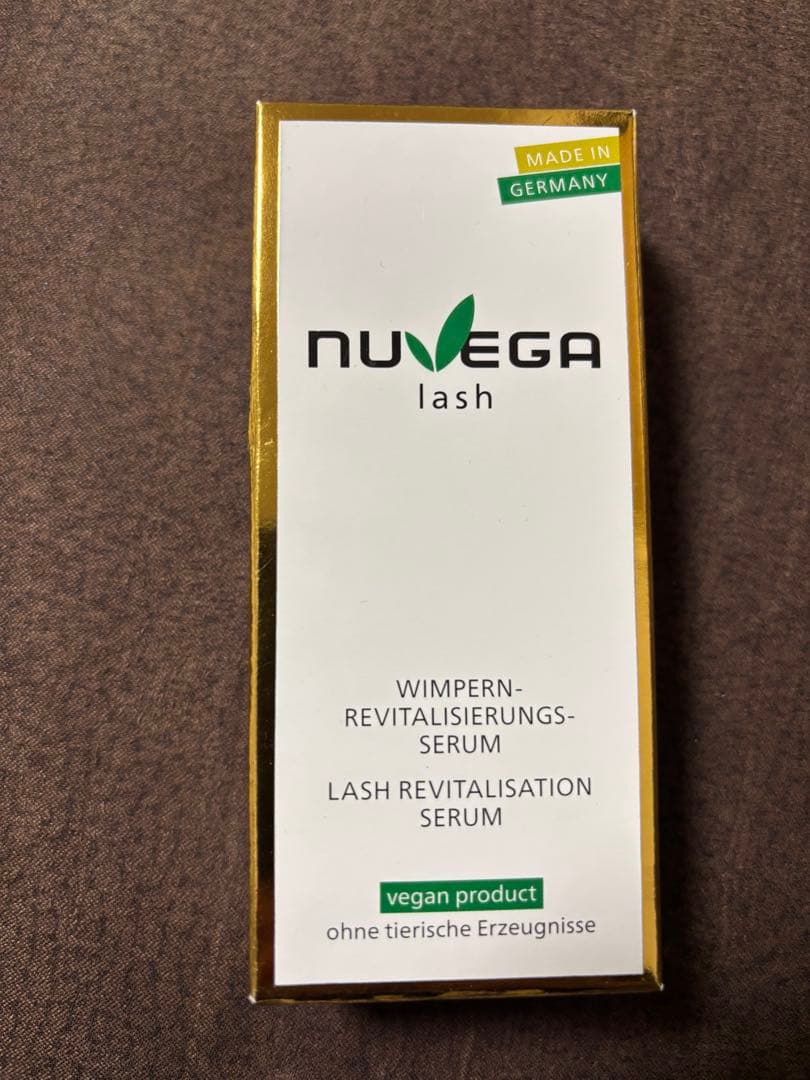 MADE IN
GERMANY
nuVEGA
lash
WIMPERN-
REVITALISIERUNGS-
SERUM
LASH REVITALISATION
SERUM
vegan product
ohne tierische Erzeugnisse